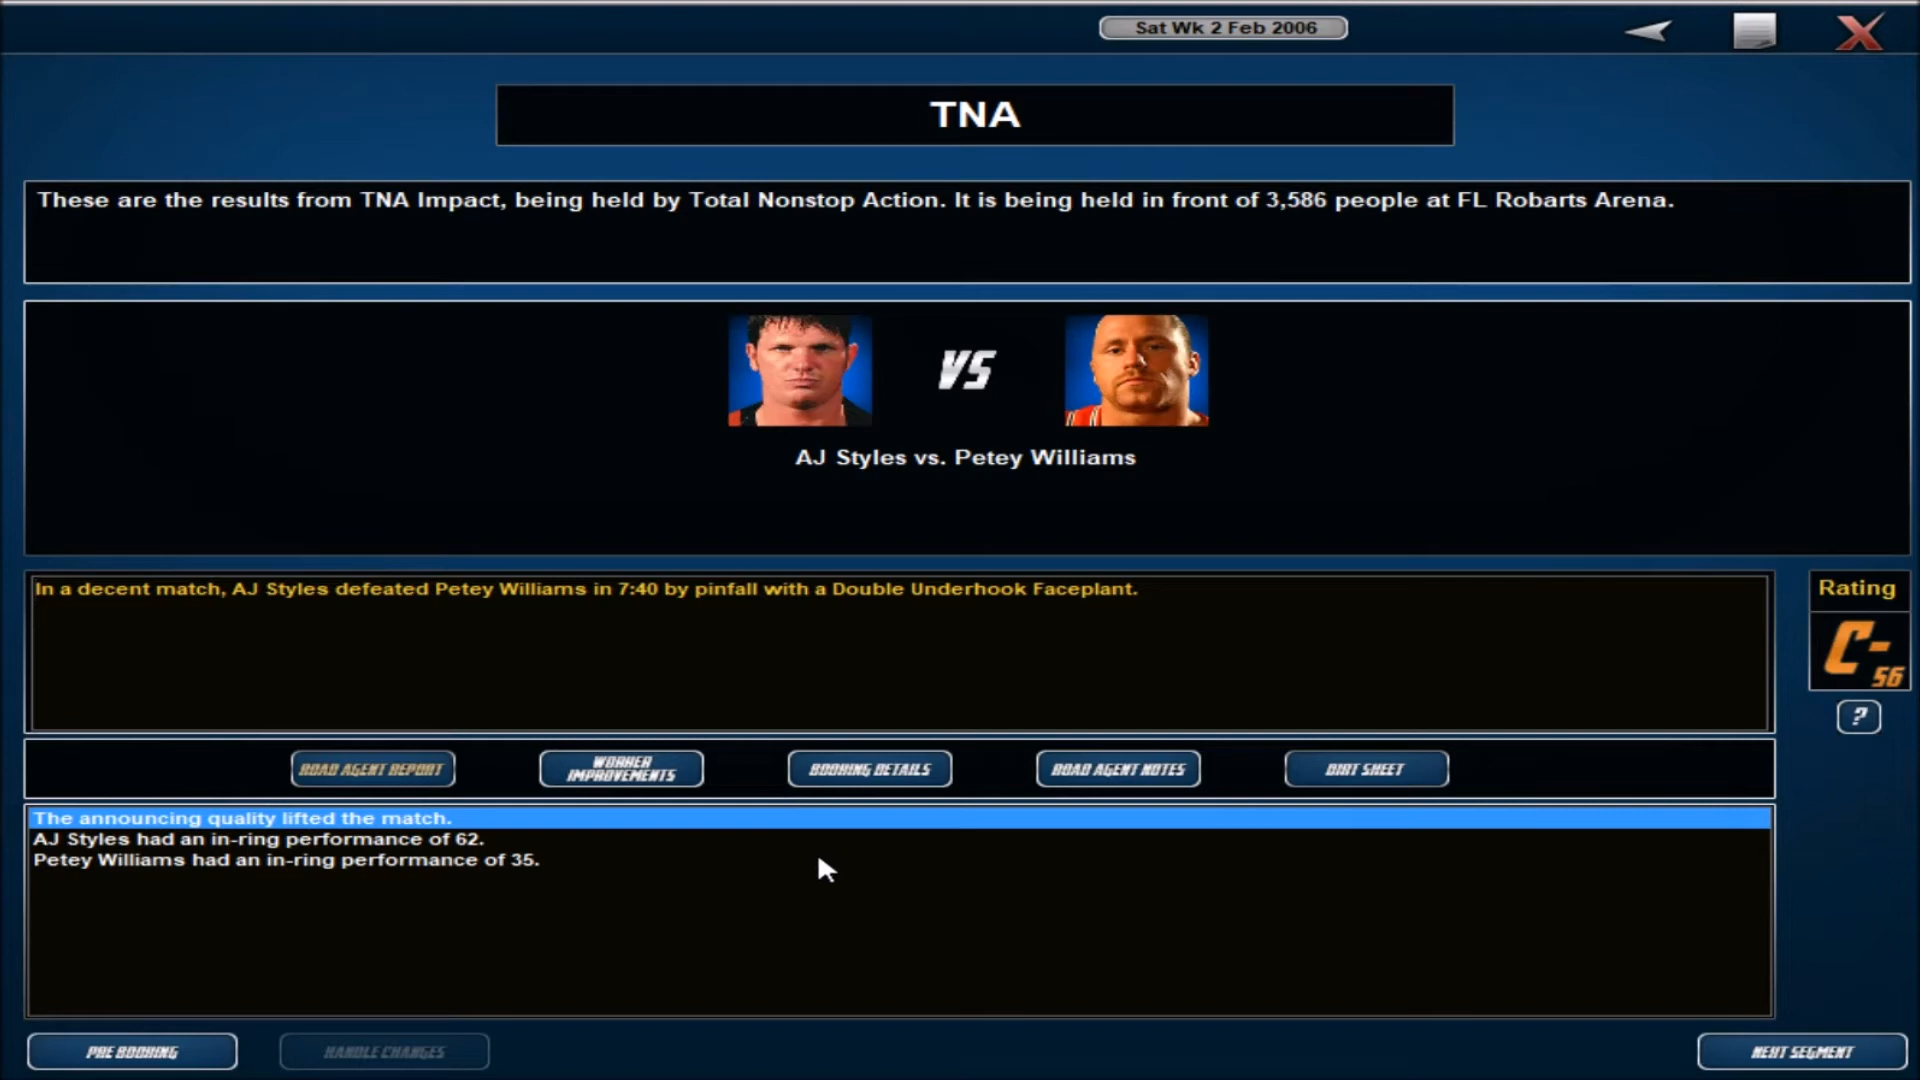 Sat Wk 2 Feb 2006
TNA
These are the results from TNA Impact, being held by Total Nonstop Action. It is being held in front of 3,586 people at FL Robarts Arena.
VS
AJ Styles vs. Petey Williams
In a decent match, AJ Styles defeated Petey Williams in 7:40 by pinfall with a Double Underhook Faceplant.
Rating
C-
56
?
ROAD AGENT REPORT
WORKER
IMPROVEMENTS
BOOKING DETAILS
ROAD AGENT NOTES
DIRT SHEET
The announcing quality lifted the match.
AJ Styles had an in-ring performance of 62.
Petey Williams had an in-ring performance of 35.
PRE BOOKING
HANDLE CHANGES
NEXT SEGMENT